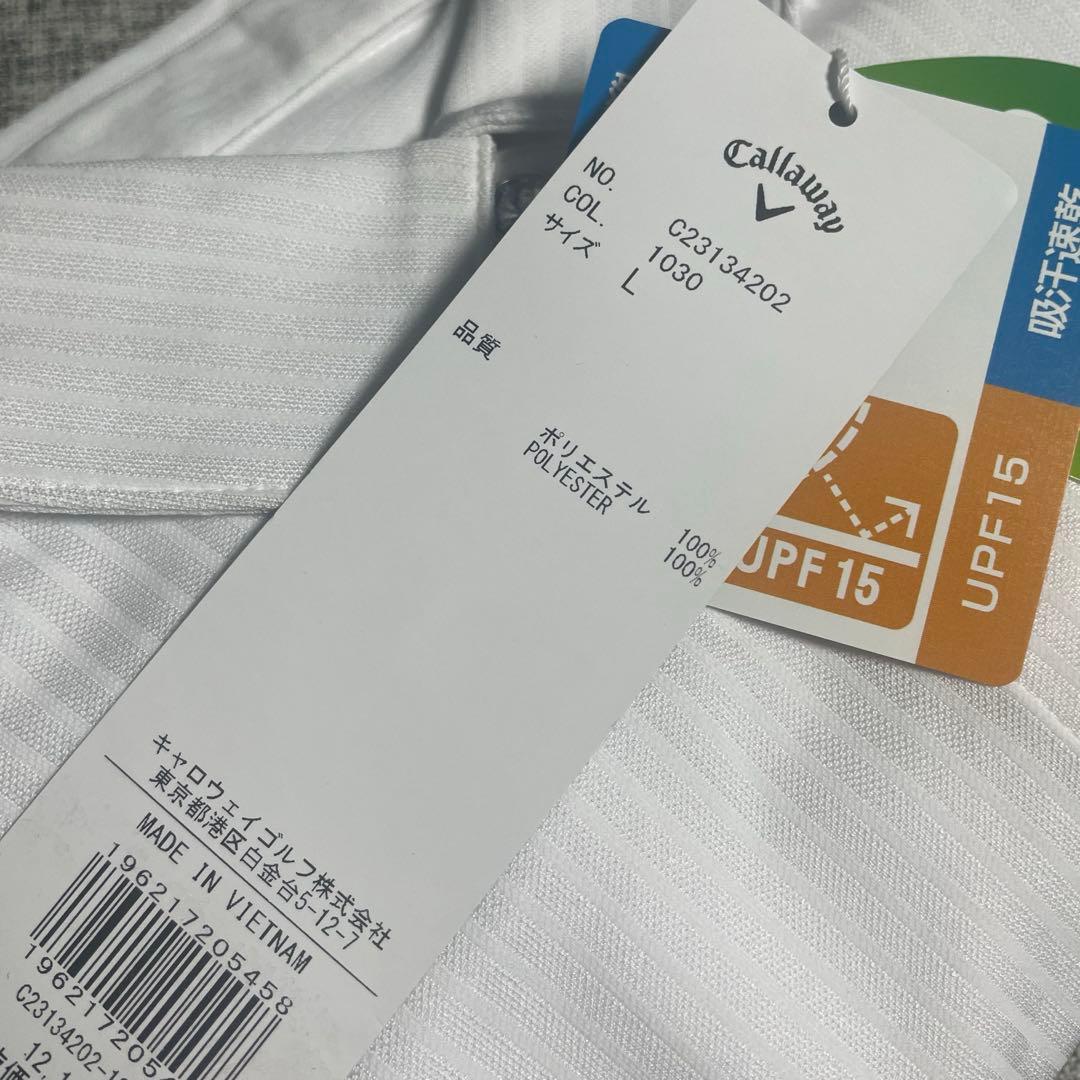 Callaway
NO. C23134202
COL. 1030
サイズ L
品質
ポリエステル 100%
POLYESTER 100%
キャロウェイゴルフ株式会社
東京都港区白金台5-12-7
MADE IN VIETNAM
196217205458
吸汗速乾
UPF15
UPF 15